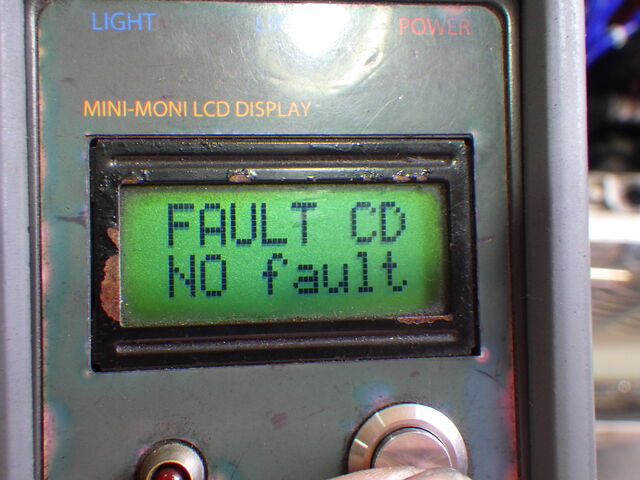 LIGHT POWER
MINI-MONI LCD DISPLAY
FAULT CD
NO fault